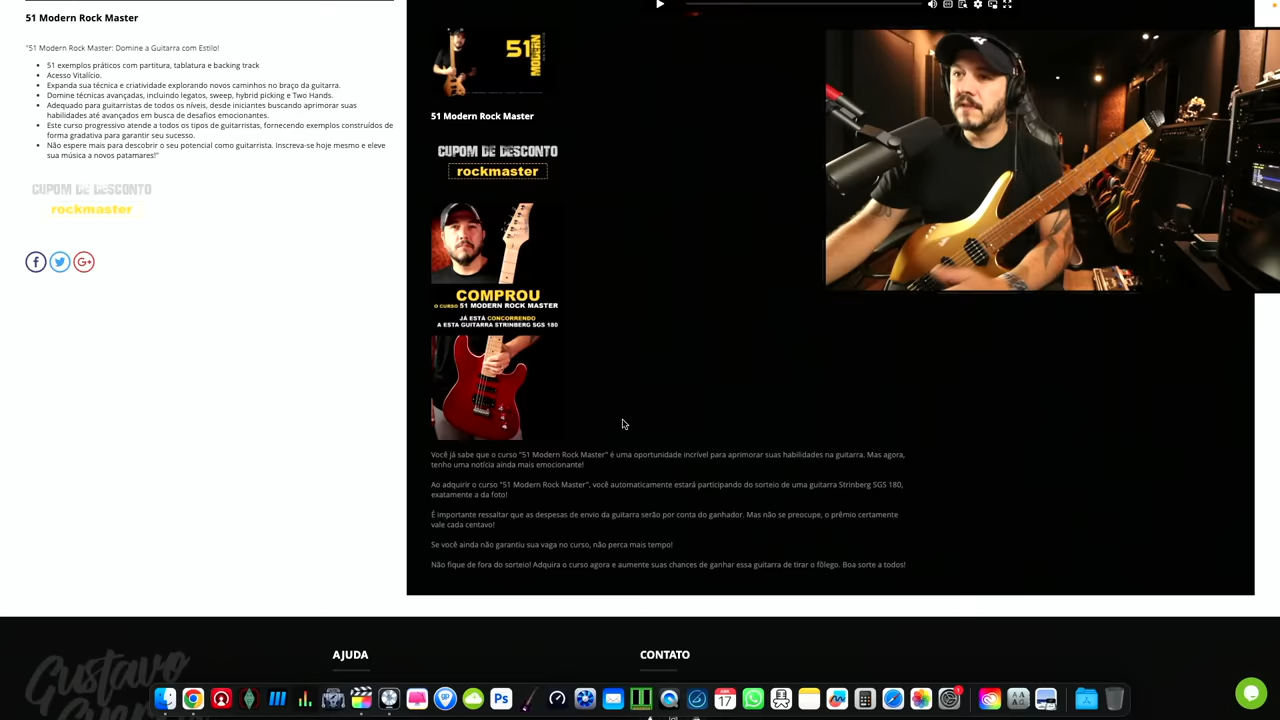 51 Modern Rock Master
"51 Modern Rock Master: Domine a Guitarra com Estilo!
51 exemplos práticos com partitura, tablatura e backing track
Acesso Vitalício.
Expanda sua técnica e criatividade explorando novos caminhos no braço da guitarra.
Domine técnicas avançadas, incluindo legatos, sweep, hybrid picking e Two Hands.
Adequado para guitarristas de todos os níveis, desde iniciantes buscando aprimorar suas
habilidades até avançados em busca de desafios emocionantes.
Este curso progressivo atende a todos os tipos de guitarristas, fornecendo exemplos construídos de
forma gradativa para garantir seu sucesso.
Não espere mais para descobrir o seu potencial como guitarrista. Inscreva-se hoje mesmo e eleve
sua música a novos patamares!"
CUPOM DE DESCONTO
rockmaster
51 MODERN
51 Modern Rock Master
CUPOM DE DESCONTO
rockmaster
COMPROU
O CURSO 51 MODERN ROCK MASTER
JÁ ESTÁ CONCORRENDO
A ESTA GUITARRA STRINBERG SGS 180
Você já sabe que o curso "51 Modern Rock Master" é uma oportunidade incrível para aprimorar suas habilidades na guitarra. Mas agora,
tenho uma notícia ainda mais emocionante!
Ao adquirir o curso "51 Modern Rock Master", você automaticamente estará participando do sorteio de uma guitarra Strinberg SGS 180,
exatamente a da foto!
É importante ressaltar que as despesas de envio da guitarra serão por conta do ganhador. Mas não se preocupe, o prêmio certamente
vale cada centavo!
Se você ainda não garantiu sua vaga no curso, não perca mais tempo!
Não fique de fora do sorteio! Adquira o curso agora e aumente suas chances de ganhar essa guitarra de tirar o fôlego. Boa sorte a todos!
Gustavo
AJUDA
CONTATO
Ps
JUN
17
1